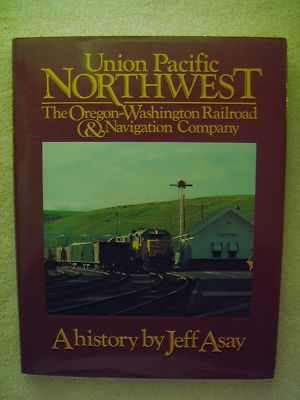 Union Pacific
NORTHWEST
The Oregon-Washington Railroad
& Navigation Company
A history by Jeff Asay